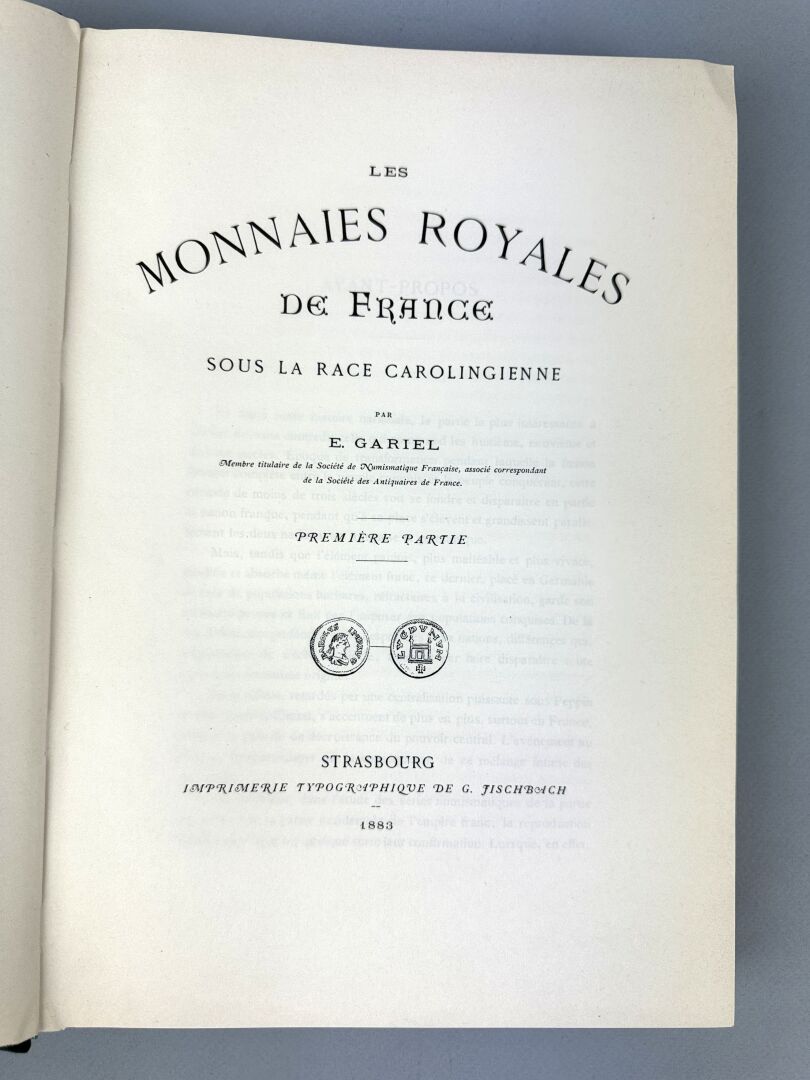 LES
MONNAIES ROYALES
DE FRANCE
SOUS LA RACE CAROLINGIENNE
PAR
E. GARIEL
Membre titulaire de la Société de Numismatique Française, associé correspondant
de la Société des Antiquaires de France.
PREMIÈRE PARTIE
LVGDVNVM
STRASBOURG
IMPRIMERIE TYPOGRAPHIQUE DE G. FISCHBACH
1883